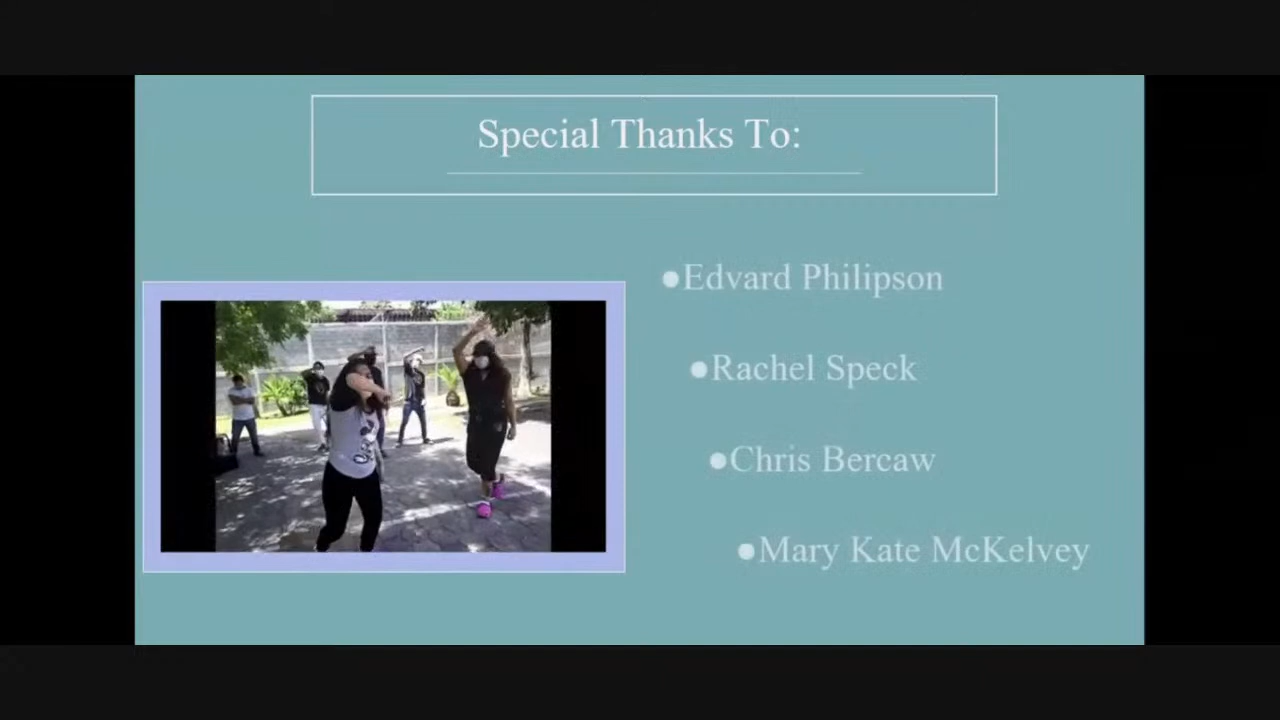 Special Thanks To:
●Edvard Philipson
●Rachel Speck
●Chris Bercaw
●Mary Kate McKelvey